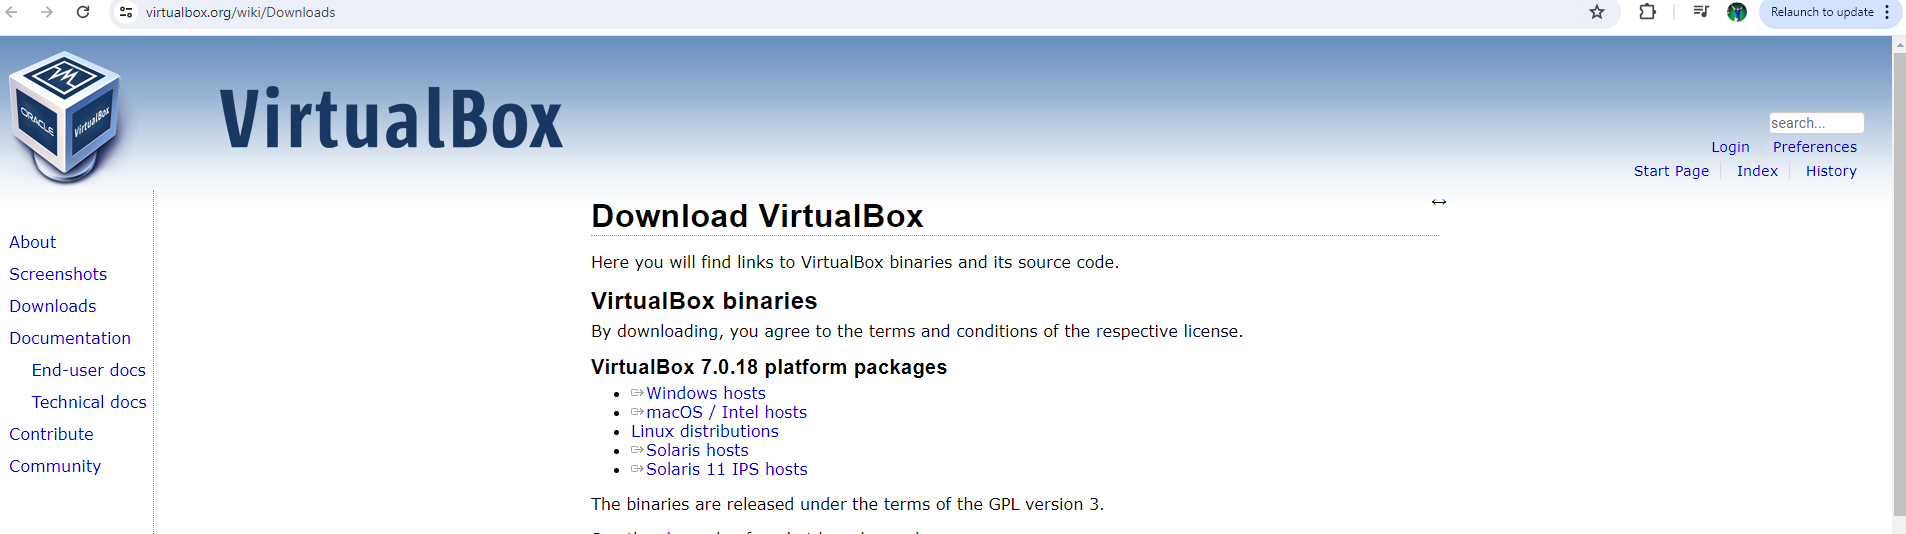 virtualbox.org/wiki/Downloads
Relaunch to update
ORACLE
VirtualBox
VirtualBox
search...
Login Preferences
Start Page Index History
About
Screenshots
Downloads
Documentation
End-user docs
Technical docs
Contribute
Community
Download VirtualBox
Here you will find links to VirtualBox binaries and its source code.
VirtualBox binaries
By downloading, you agree to the terms and conditions of the respective license.
VirtualBox 7.0.18 platform packages
Windows hosts
macOS / Intel hosts
Linux distributions
Solaris hosts
Solaris 11 IPS hosts
The binaries are released under the terms of the GPL version 3.